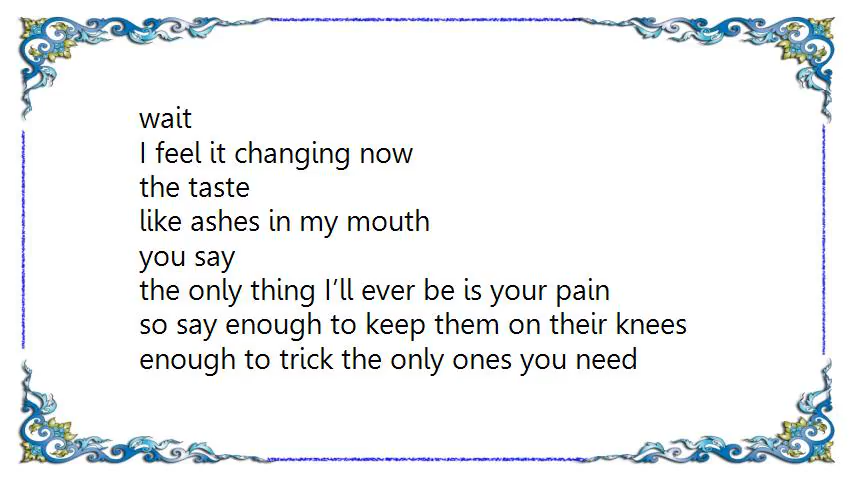 wait
I feel it changing now
the taste
like ashes in my mouth
you say
the only thing I’ll ever be is your pain
so say enough to keep them on their knees
enough to trick the only ones you need